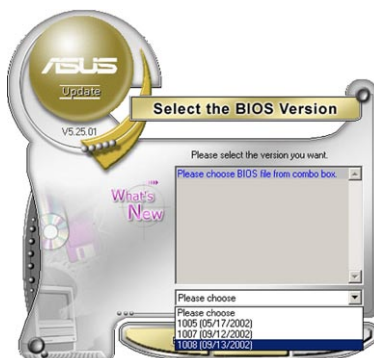 ASUS
Update
V5.25.01
Select the BIOS Version
Please select the version you want.
Please choose BIOS file from combo box.
What's
New
Please choose
Please choose
1005 (05/17/2002)
1007 (09/12/2002)
1008 (09/13/2002)